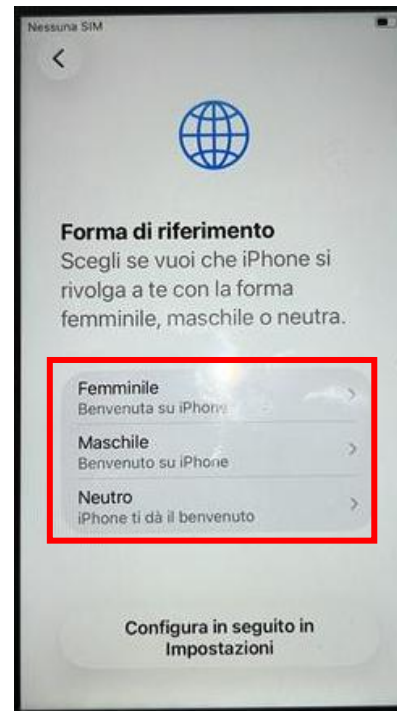 Nessuna SIM
Forma di riferimento
Scegli se vuoi che iPhone si
rivolga a te con la forma
femminile, maschile o neutra.
Femminile
Benvenuta su iPhone
Maschile
Benvenuto su iPhone
Neutro
iPhone ti dà il benvenuto
Configura in seguito in
Impostazioni